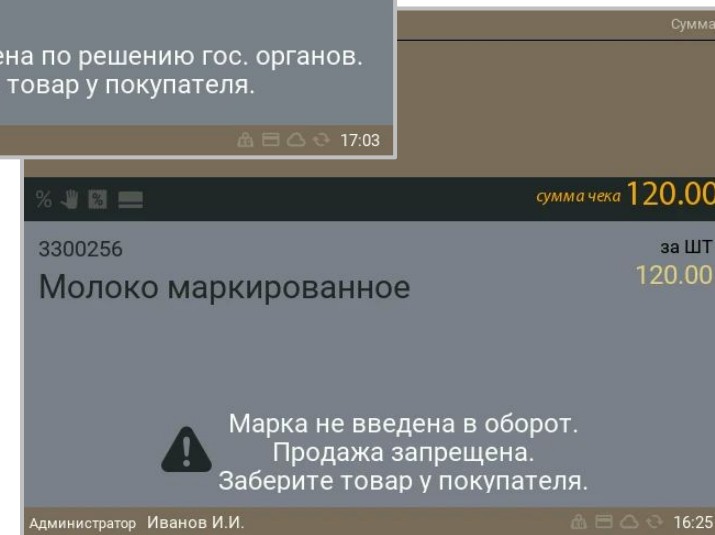 ена по решению гос. органов.
товар у покупателя.
17:03
Сумма
сумма чека 120.00
3300256
за ШТ
Молоко маркированное
120.00
Марка не введена в оборот.
Продажа запрещена.
Заберите товар у покупателя.
Администратор Иванов И.И.
16:25